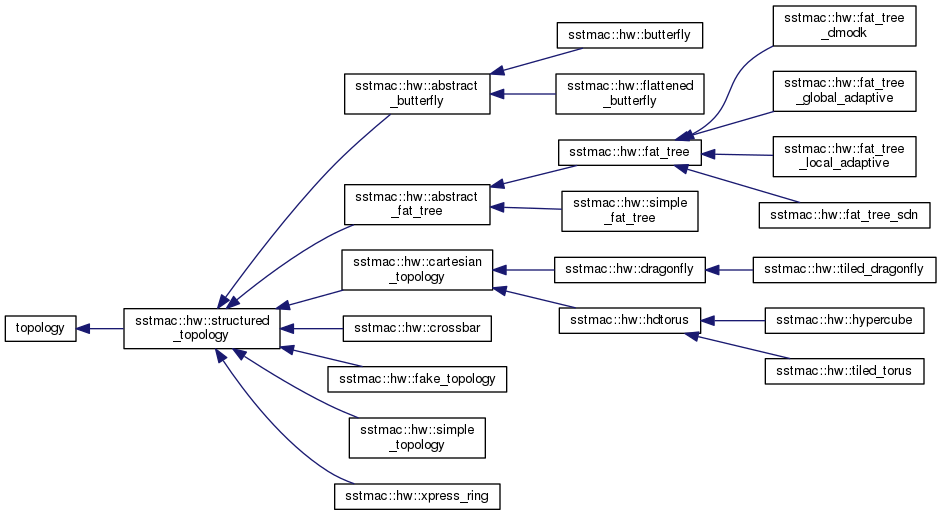 topology
sstmac::hw::structured
_topology
sstmac::hw::abstract
_butterfly
sstmac::hw::butterfly
sstmac::hw::flattened
_butterfly
sstmac::hw::abstract
_fat_tree
sstmac::hw::fat_tree
sstmac::hw::fat_tree
_dmodk
sstmac::hw::fat_tree
_global_adaptive
sstmac::hw::fat_tree
_local_adaptive
sstmac::hw::fat_tree_sdn
sstmac::hw::simple
_fat_tree
sstmac::hw::cartesian
_topology
sstmac::hw::dragonfly
sstmac::hw::tiled_dragonfly
sstmac::hw::hdtorus
sstmac::hw::hypercube
sstmac::hw::tiled_torus
sstmac::hw::crossbar
sstmac::hw::fake_topology
sstmac::hw::simple
_topology
sstmac::hw::xpress_ring